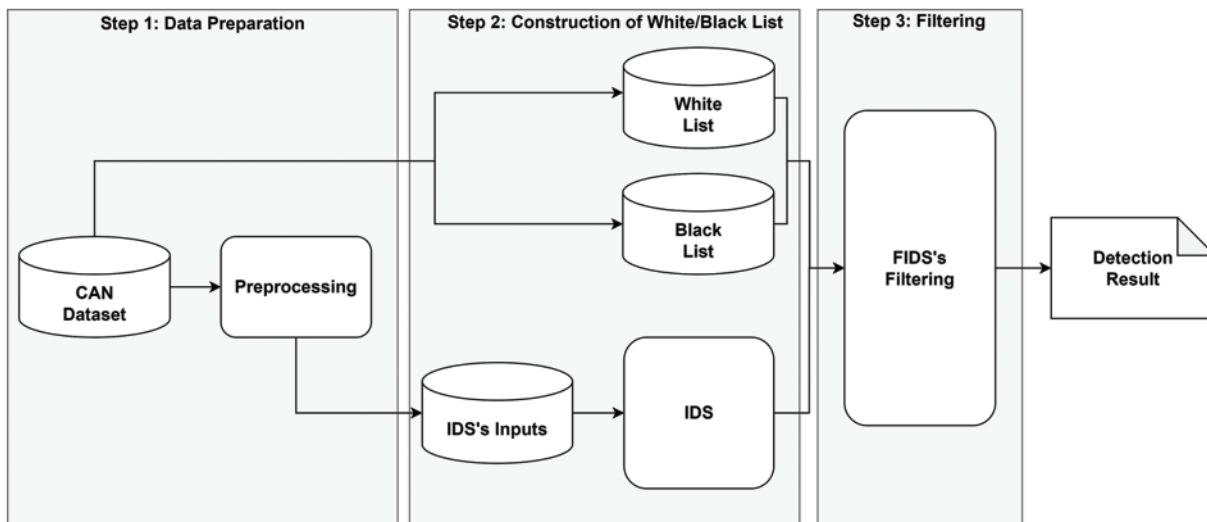 Step 1: Data Preparation
Step 2: Construction of White/Black List
Step 3: Filtering
White
List
Black
List
CAN
Dataset
Preprocessing
IDS's Inputs
IDS
FIDS's
Filtering
Detection
Result